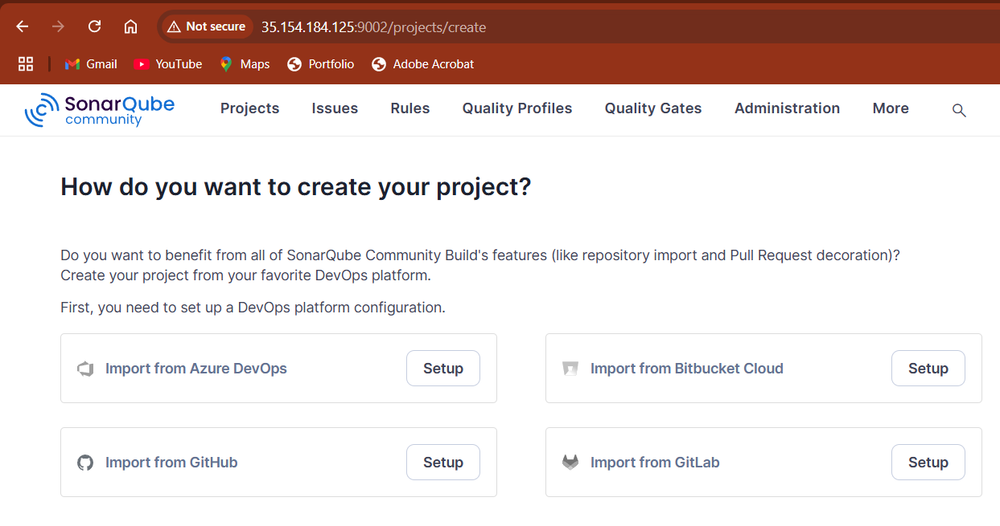 Not secure 35.154.184.125:9002/projects/create
Gmail YouTube Maps Portfolio Adobe Acrobat
SonarQube community
Projects Issues Rules Quality Profiles Quality Gates Administration More
How do you want to create your project?
Do you want to benefit from all of SonarQube Community Build's features (like repository import and Pull Request decoration)?
Create your project from your favorite DevOps platform.
First, you need to set up a DevOps platform configuration.
Import from Azure DevOps Setup
Import from Bitbucket Cloud Setup
Import from GitHub Setup
Import from GitLab Setup